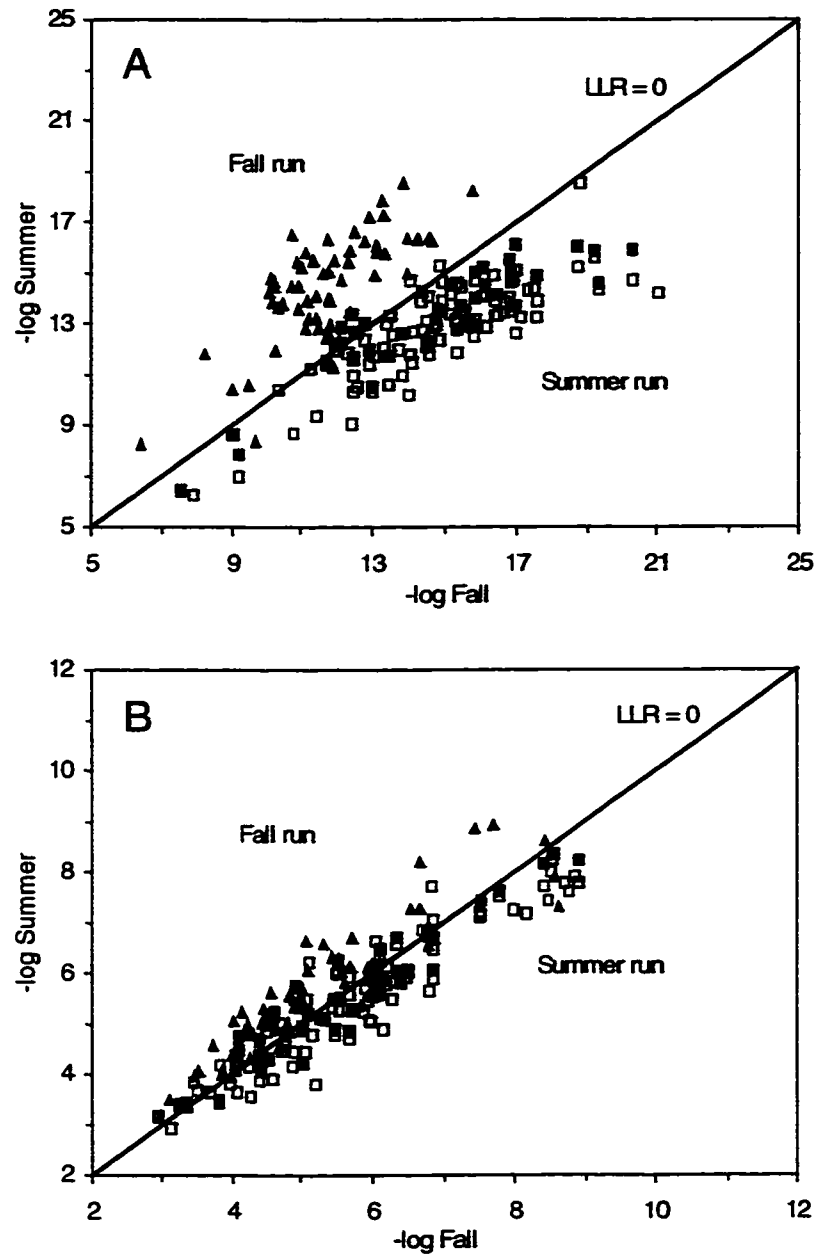 25
A
LLR = 0
21
Fall run
17
-log Summer
13
Summer run
9
5
5 9 13 17 21 25
-log Fall
12
B
LLR = 0
10
Fall run
8
-log Summer
Summer run
6
4
2
2 4 6 8 10 12
-log Fall